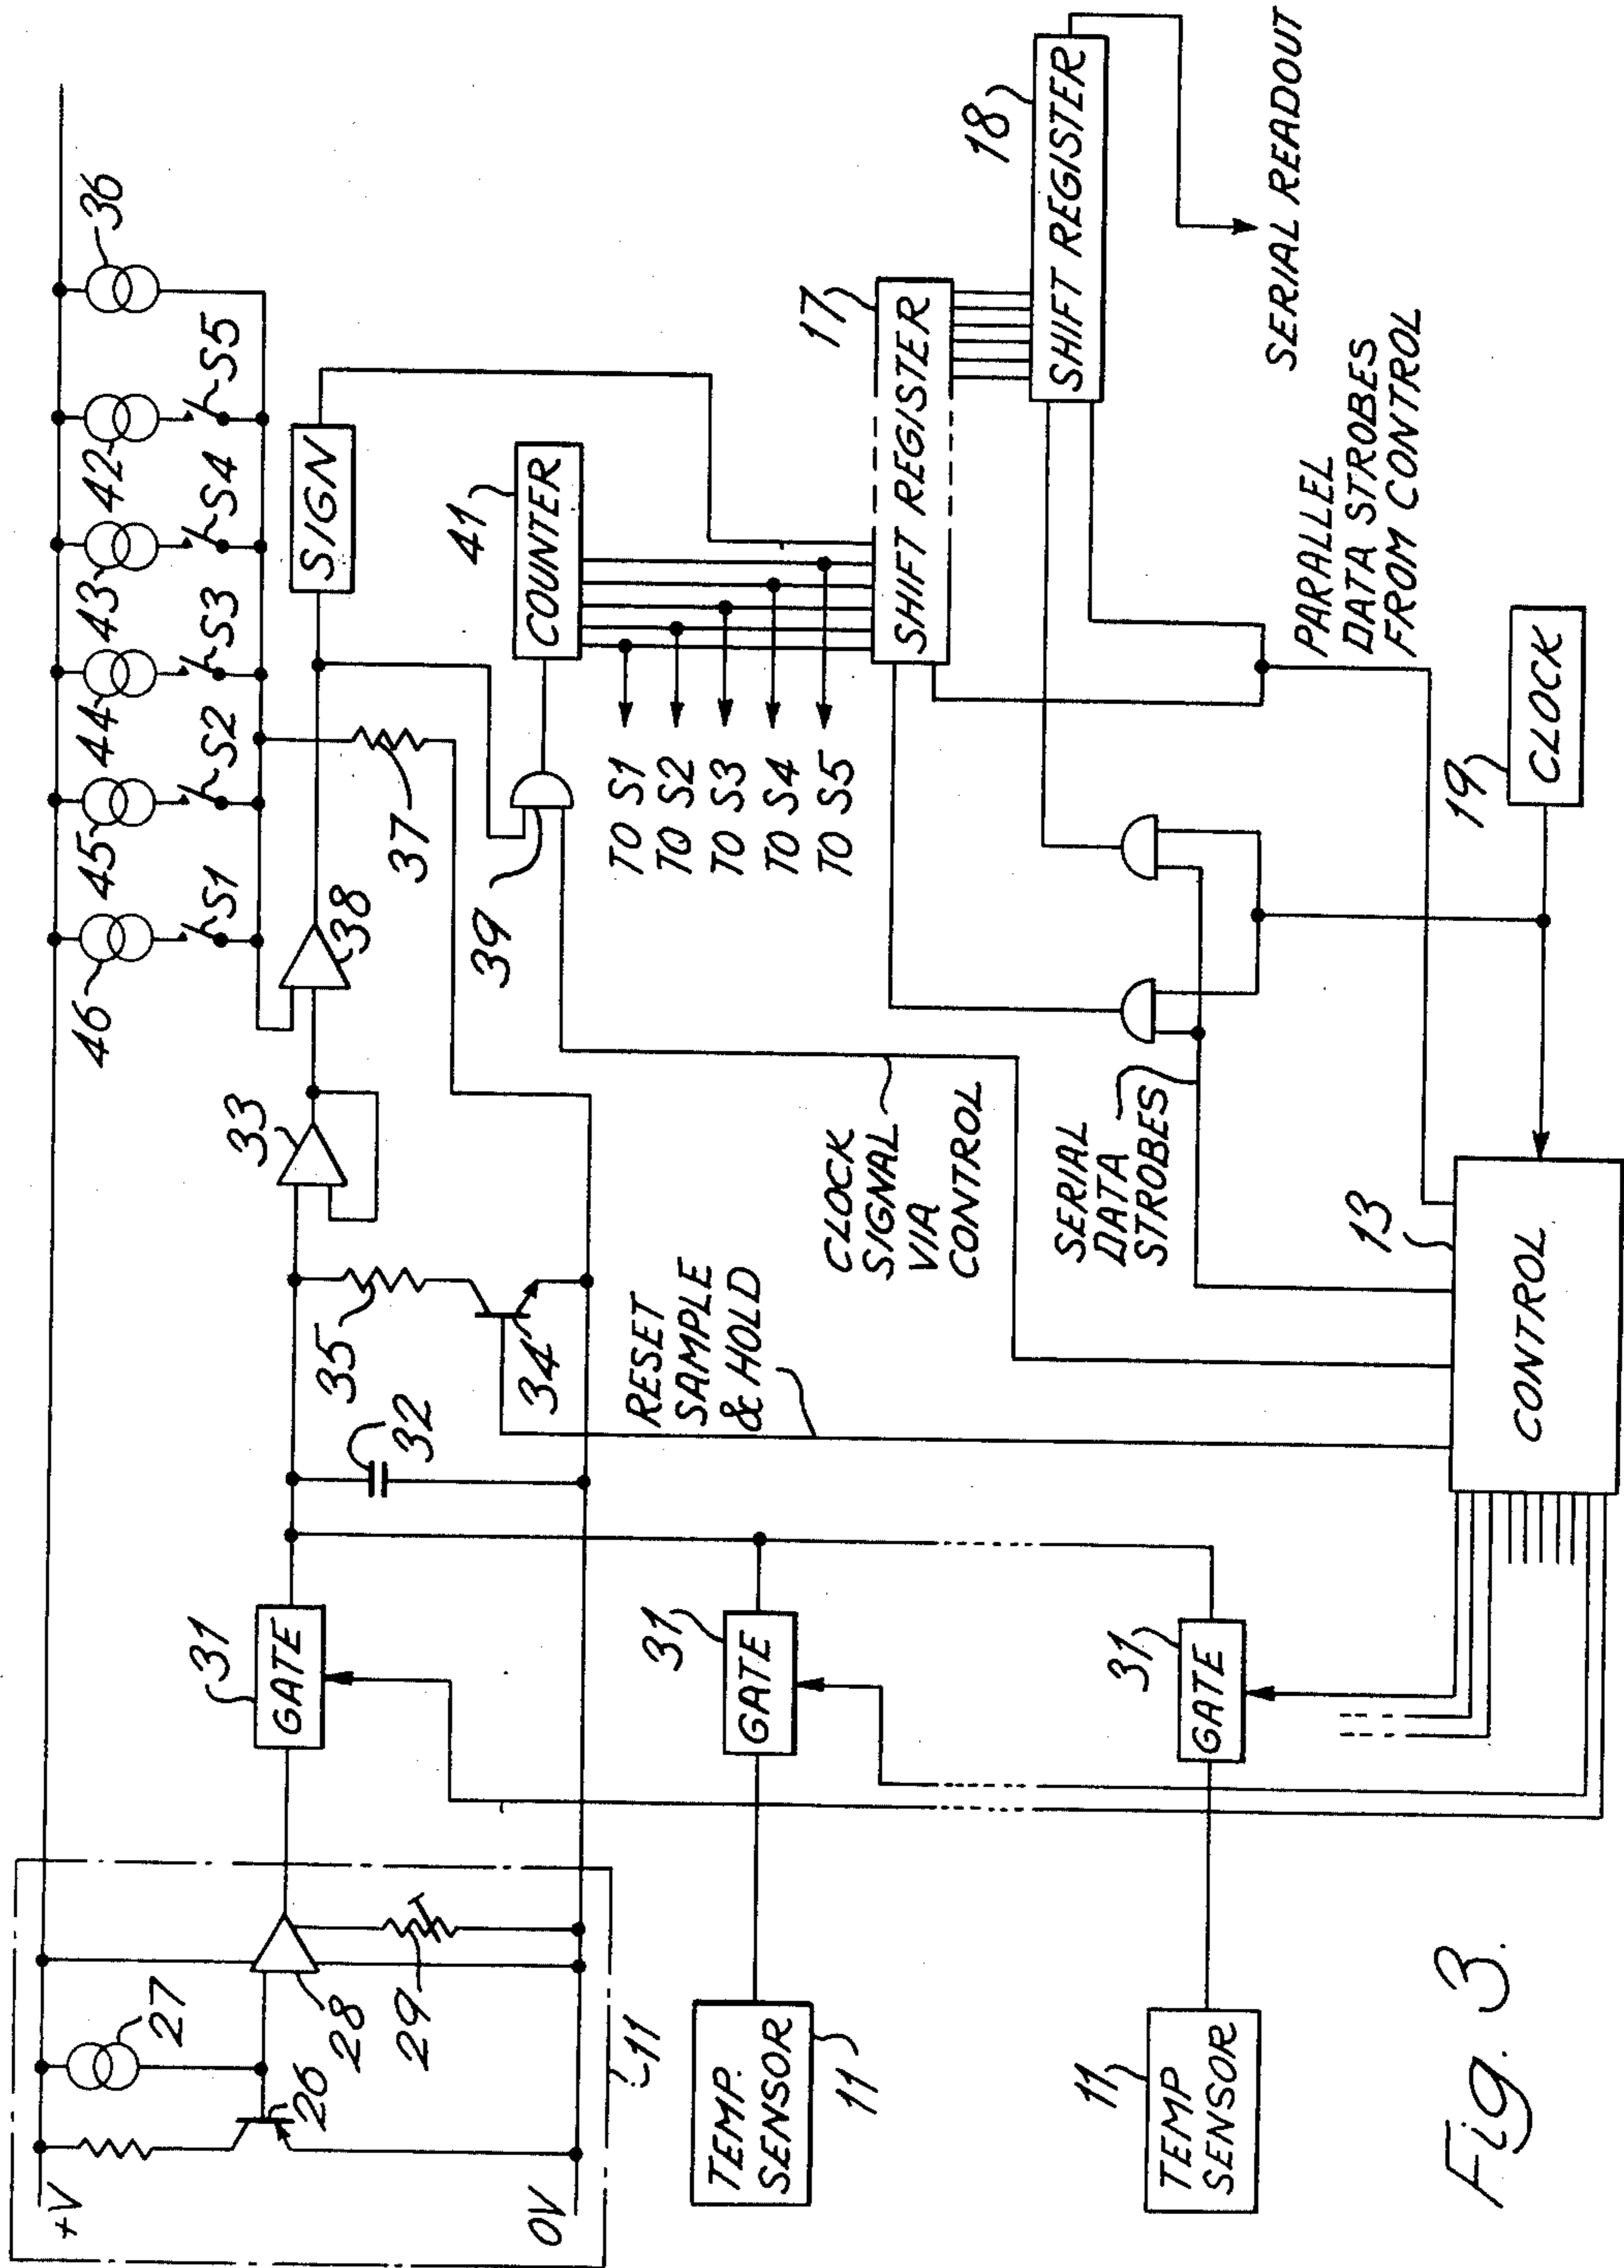 +V
0V
26
27
28
29
11
31
GATE
32
35
34
33
38
46
45
44
43
42
36
S1
S2
S3
S4
S5
SIGN
37
39
41
COUNTER
TO S1
TO S2
TO S3
TO S4
TO S5
17
SHIFT REGISTER
18
SHIFT REGISTER
SERIAL READOUT
PARALLEL
DATA STROBES
FROM CONTROL
RESET
SAMPLE
& HOLD
CLOCK
SIGNAL
VIA
CONTROL
SERIAL
DATA
STROBES
19
CLOCK
13
CONTROL
TEMP.
SENSOR
11
31
GATE
TEMP
SENSOR
11
31
GATE
Fig. 3.